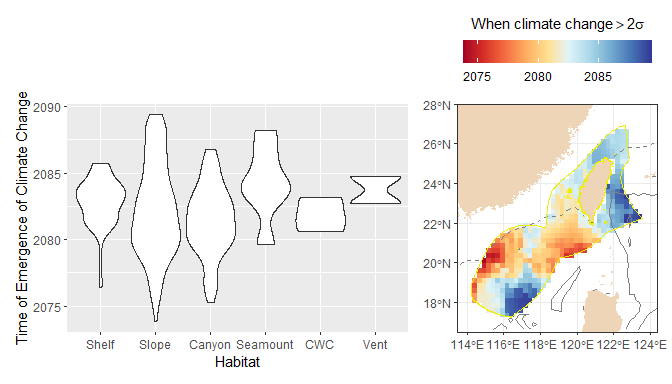 When climate change > 2σ
2075 2080 2085
Time of Emergence of Climate Change
2090
2085
2080
2075
Shelf Slope Canyon Seamount CWC Vent
Habitat
28°N
26°N
24°N
22°N
20°N
18°N
114°E 116°E 118°E 120°E 122°E 124°E